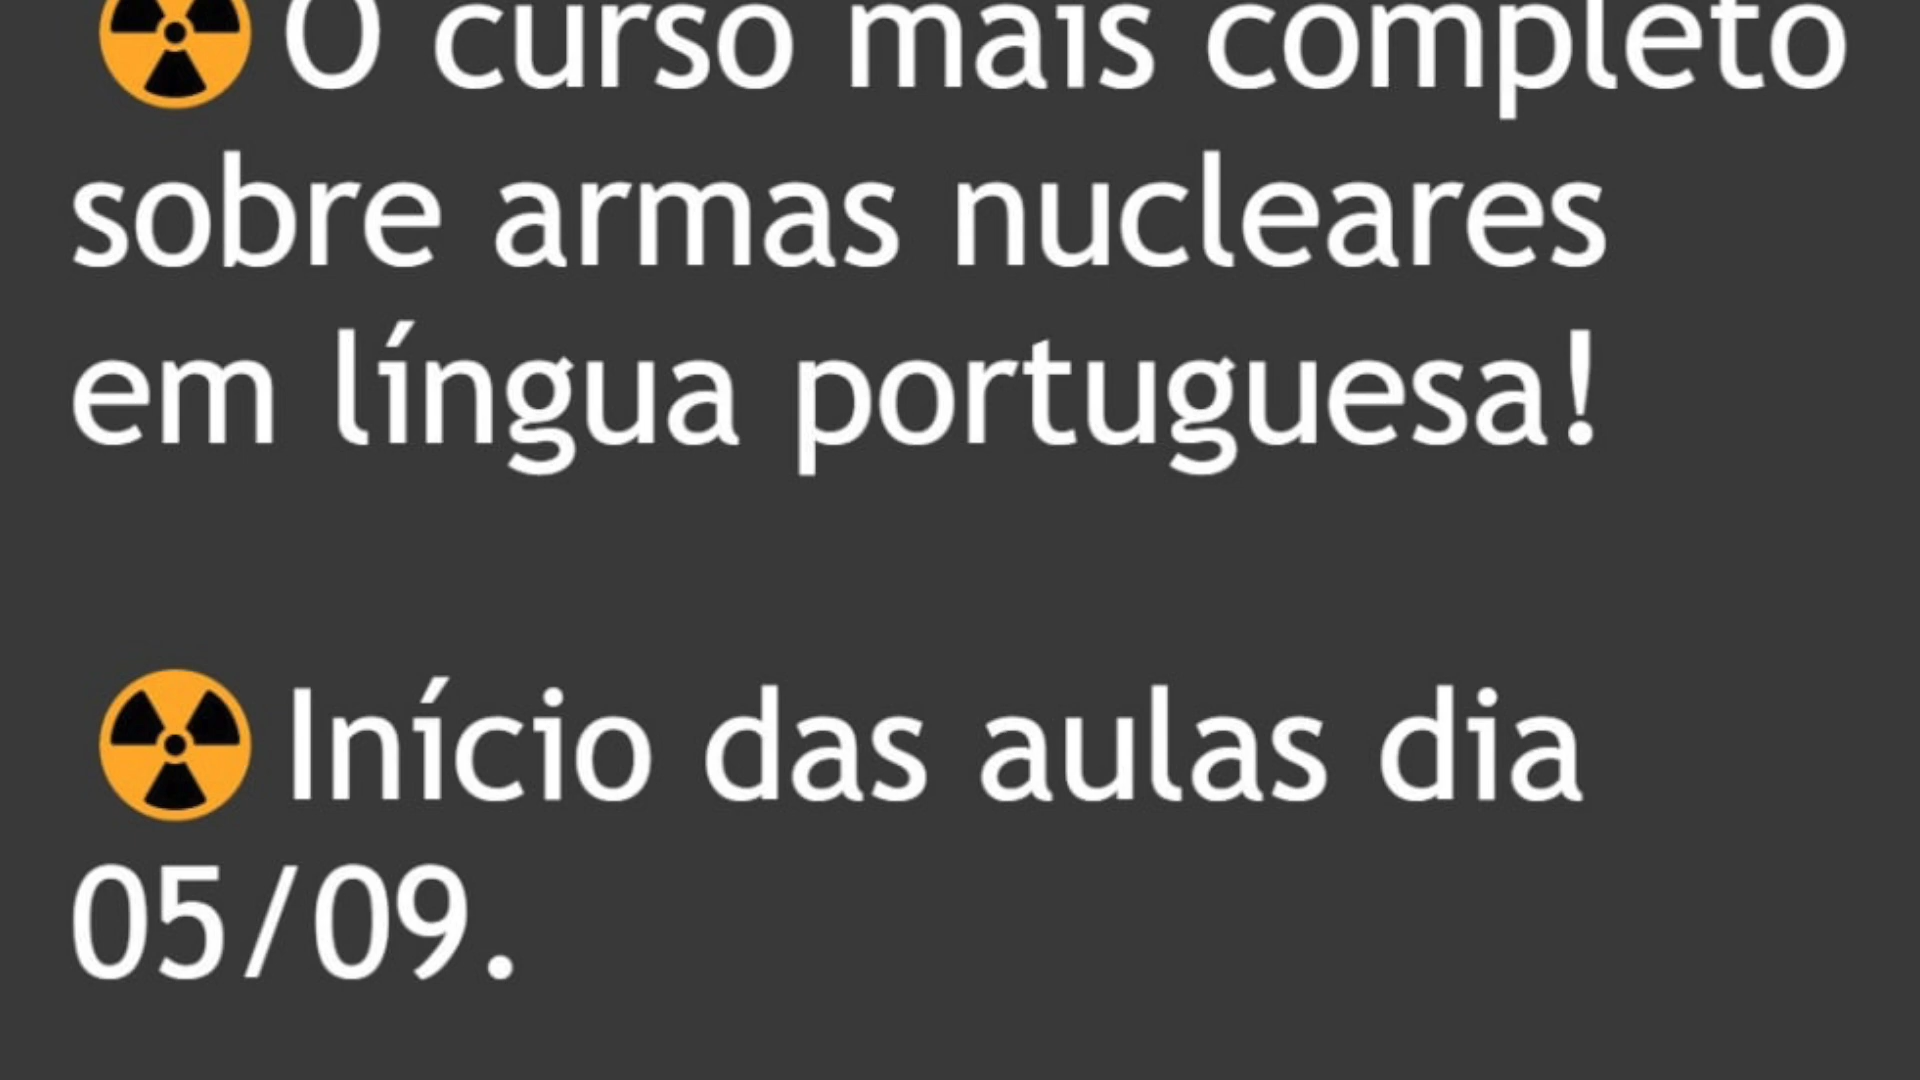 ☢O curso mais completo
sobre armas nucleares
em língua portuguesa!
☢Início das aulas dia
05/09.